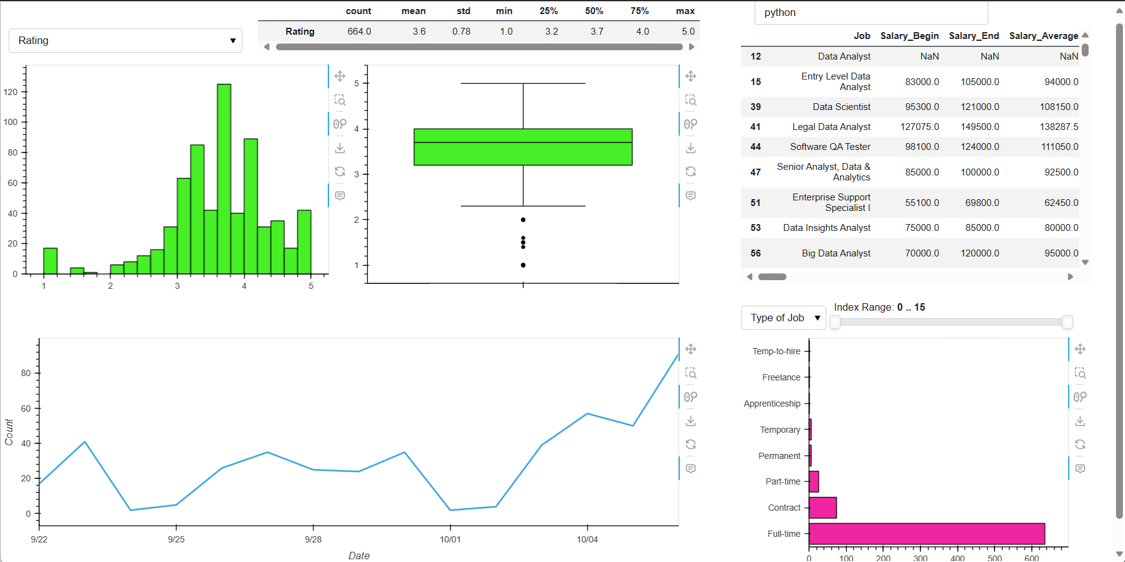 Rating
count mean std min 25% 50% 75% max
Rating 664.0 3.6 0.78 1.0 3.2 3.7 4.0 5.0
0 20 40 60 80 100 120
1 2 3 4 5
5
4
3
2
1
python
Job Salary_Begin Salary_End Salary_Average
12 Data Analyst NaN NaN NaN
15 Entry Level Data
Analyst 83000.0 105000.0 94000.0
39 Data Scientist 95300.0 121000.0 108150.0
41 Legal Data Analyst 127075.0 149500.0 138287.5
44 Software QA Tester 98100.0 124000.0 111050.0
47 Senior Analyst, Data &
Analytics 85000.0 100000.0 92500.0
51 Enterprise Support
Specialist I 55100.0 69800.0 62450.0
53 Data Insights Analyst 75000.0 85000.0 80000.0
56 Big Data Analyst 70000.0 120000.0 95000.0
Count
80
60
40
20
0
9/22 9/25 9/28 10/01 10/04
Date
Type of Job
Index Range: 0 .. 15
Temp-to-hire
Freelance
Apprenticeship
Temporary
Permanent
Part-time
Contract
Full-time
0 100 200 300 400 500 600